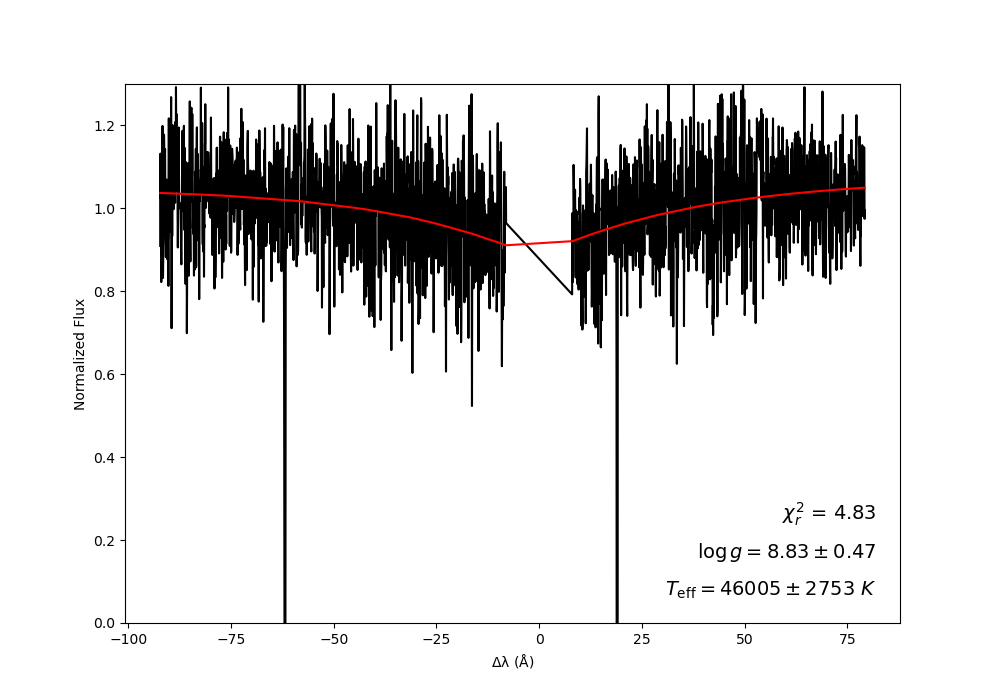 1.2
1.0
0.8
0.6
0.4
0.2
0.0
Normalized Flux
χ²ᵣ = 4.83
log g = 8.83 ± 0.47
T_eff = 46005 ± 2753 K
−100 −75 −50 −25 0 25 50 75
Δλ (Å)